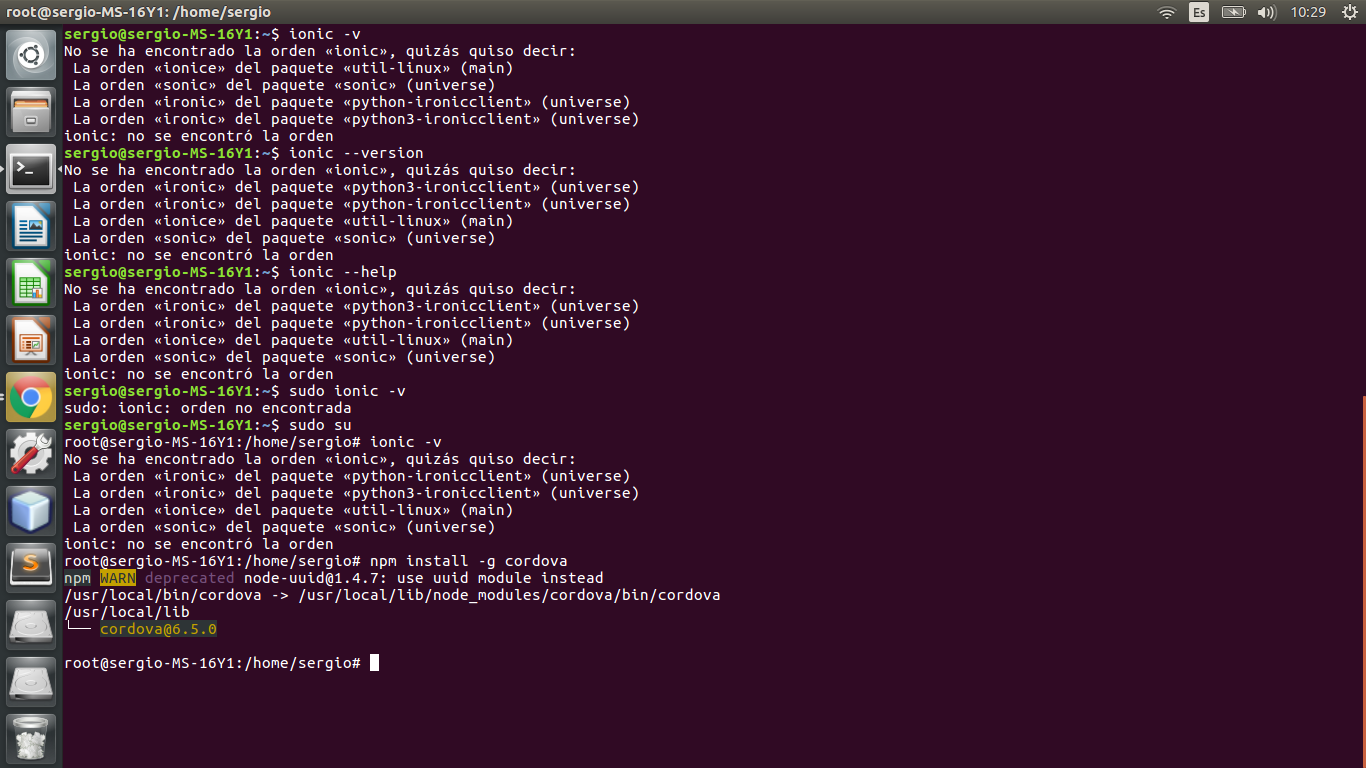 root@sergio-MS-16Y1: /home/sergio
Es
10:29
sergio@sergio-MS-16Y1:~$ ionic -v
No se ha encontrado la orden «ionic», quizás quiso decir:
 La orden «ionice» del paquete «util-linux» (main)
 La orden «sonic» del paquete «sonic» (universe)
 La orden «ironic» del paquete «python-ironicclient» (universe)
 La orden «ironic» del paquete «python3-ironicclient» (universe)
ionic: no se encontró la orden
sergio@sergio-MS-16Y1:~$ ionic --version
No se ha encontrado la orden «ionic», quizás quiso decir:
 La orden «ironic» del paquete «python3-ironicclient» (universe)
 La orden «ironic» del paquete «python-ironicclient» (universe)
 La orden «ionice» del paquete «util-linux» (main)
 La orden «sonic» del paquete «sonic» (universe)
ionic: no se encontró la orden
sergio@sergio-MS-16Y1:~$ ionic --help
No se ha encontrado la orden «ionic», quizás quiso decir:
 La orden «ironic» del paquete «python3-ironicclient» (universe)
 La orden «ironic» del paquete «python-ironicclient» (universe)
 La orden «ionice» del paquete «util-linux» (main)
 La orden «sonic» del paquete «sonic» (universe)
ionic: no se encontró la orden
sergio@sergio-MS-16Y1:~$ sudo ionic -v
sudo: ionic: orden no encontrada
sergio@sergio-MS-16Y1:~$ sudo su
root@sergio-MS-16Y1:/home/sergio# ionic -v
No se ha encontrado la orden «ionic», quizás quiso decir:
 La orden «ironic» del paquete «python-ironicclient» (universe)
 La orden «ironic» del paquete «python3-ironicclient» (universe)
 La orden «ionice» del paquete «util-linux» (main)
 La orden «sonic» del paquete «sonic» (universe)
ionic: no se encontró la orden
root@sergio-MS-16Y1:/home/sergio# npm install -g cordova
npm WARN deprecated node-uuid@1.4.7: use uuid module instead
/usr/local/bin/cordova -> /usr/local/lib/node_modules/cordova/bin/cordova
/usr/local/lib
└── cordova@6.5.0
root@sergio-MS-16Y1:/home/sergio#